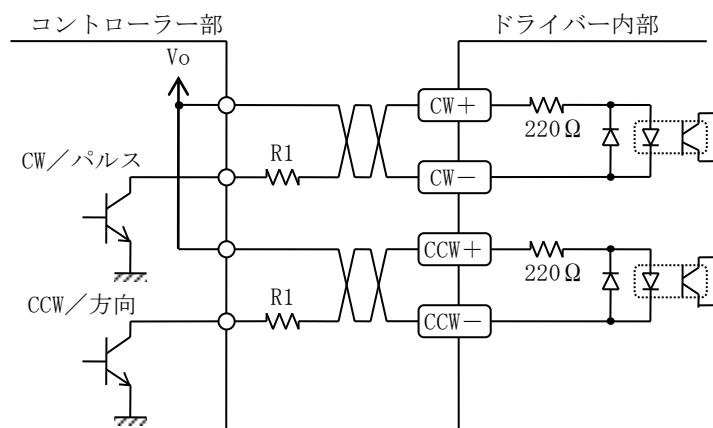 コントローラー部
ドライバー内部
Vo
CW+
220Ω
CW／パルス
R1
CW−
CCW+
220Ω
CCW／方向
R1
CCW−